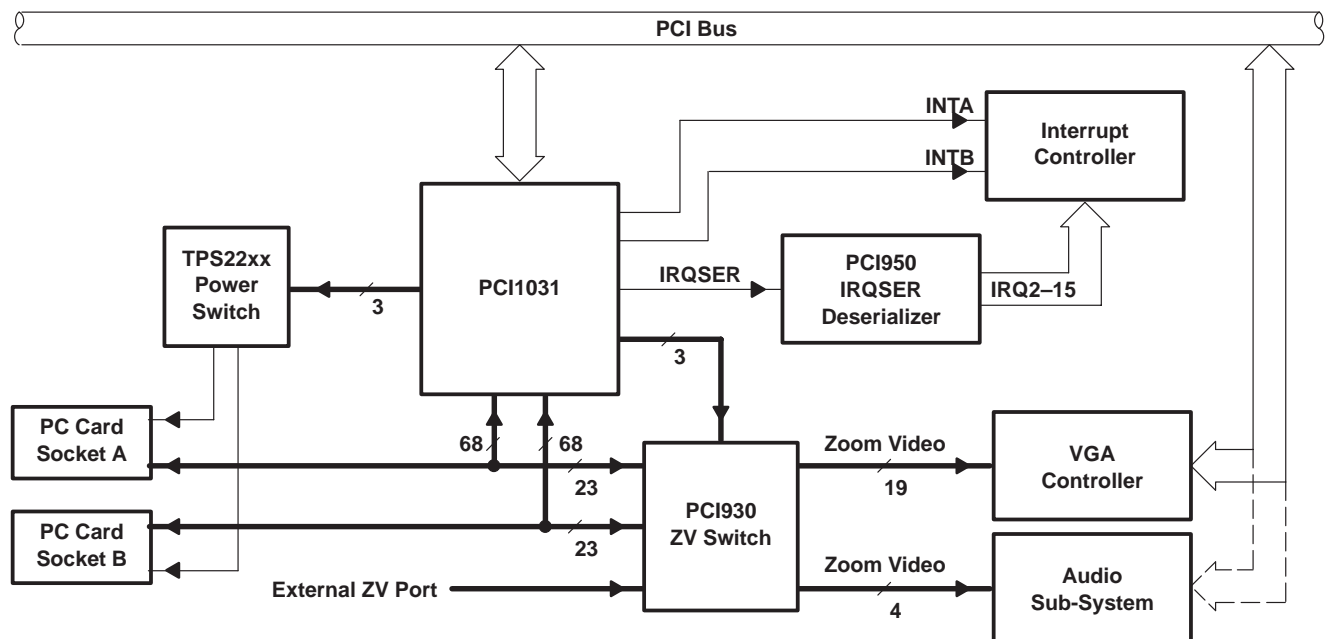 PCI Bus
INTA
INTB
Interrupt
Controller
TPS22xx
Power
Switch
3
PCI1031
IRQSER
PCI950
IRQSER
Deserializer
IRQ2–15
3
PC Card
Socket A
68
68
23
PC Card
Socket B
23
External ZV Port
PCI930
ZV Switch
Zoom Video
19
VGA
Controller
Zoom Video
4
Audio
Sub-System